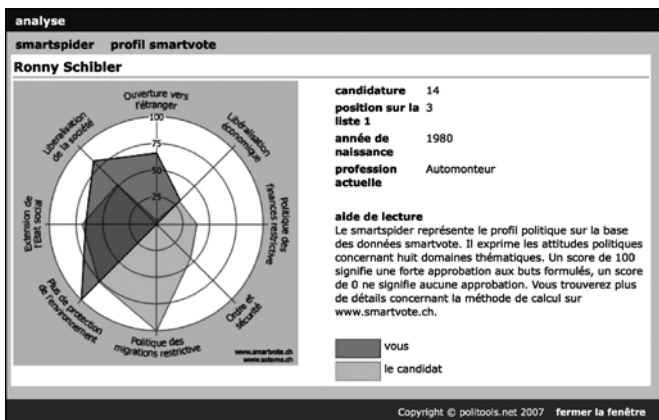 analyse
smartspider profil smartvote
Ronny Schibler
Ouverture vers
l'étranger
Libéralisation
économique
Politique des
finances restrictive
Ordre et
sécurité
Politique des
migrations restrictive
Plus de protection
de l'environnement
Extension de
l'Etat social
Libéralisation
de la société
100
75
50
25
www.smartvote.ch
www.sotomo.ch
candidature 14
position sur la 3
liste 1
année de 1980
naissance
profession Automonteur
actuelle
aide de lecture
Le smartspider représente le profil politique sur la base
des données smartvote. Il exprime les attitudes politiques
concernant huit domaines thématiques. Un score de 100
signifie une forte approbation aux buts formulés, un score
de 0 ne signifie aucune approbation. Vous trouverez plus
de détails concernant la méthode de calcul sur
www.smartvote.ch.
vous
le candidat
Copyright © politools.net 2007 fermer la fenêtre